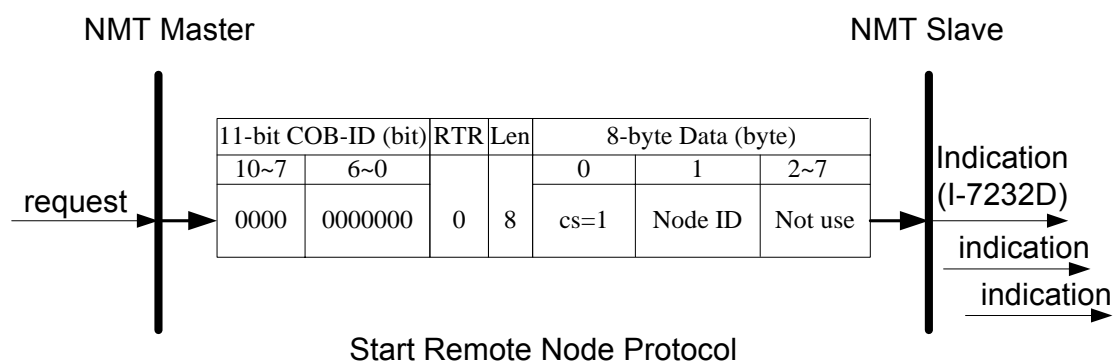 NMT Master
NMT Slave
11-bit COB-ID (bit) RTR Len 8-byte Data (byte)
10~7 6~0 0 1 2~7
0000 0000000 0 8 cs=1 Node ID Not use
request
Indication
(I-7232D)
indication
indication
Start Remote Node Protocol